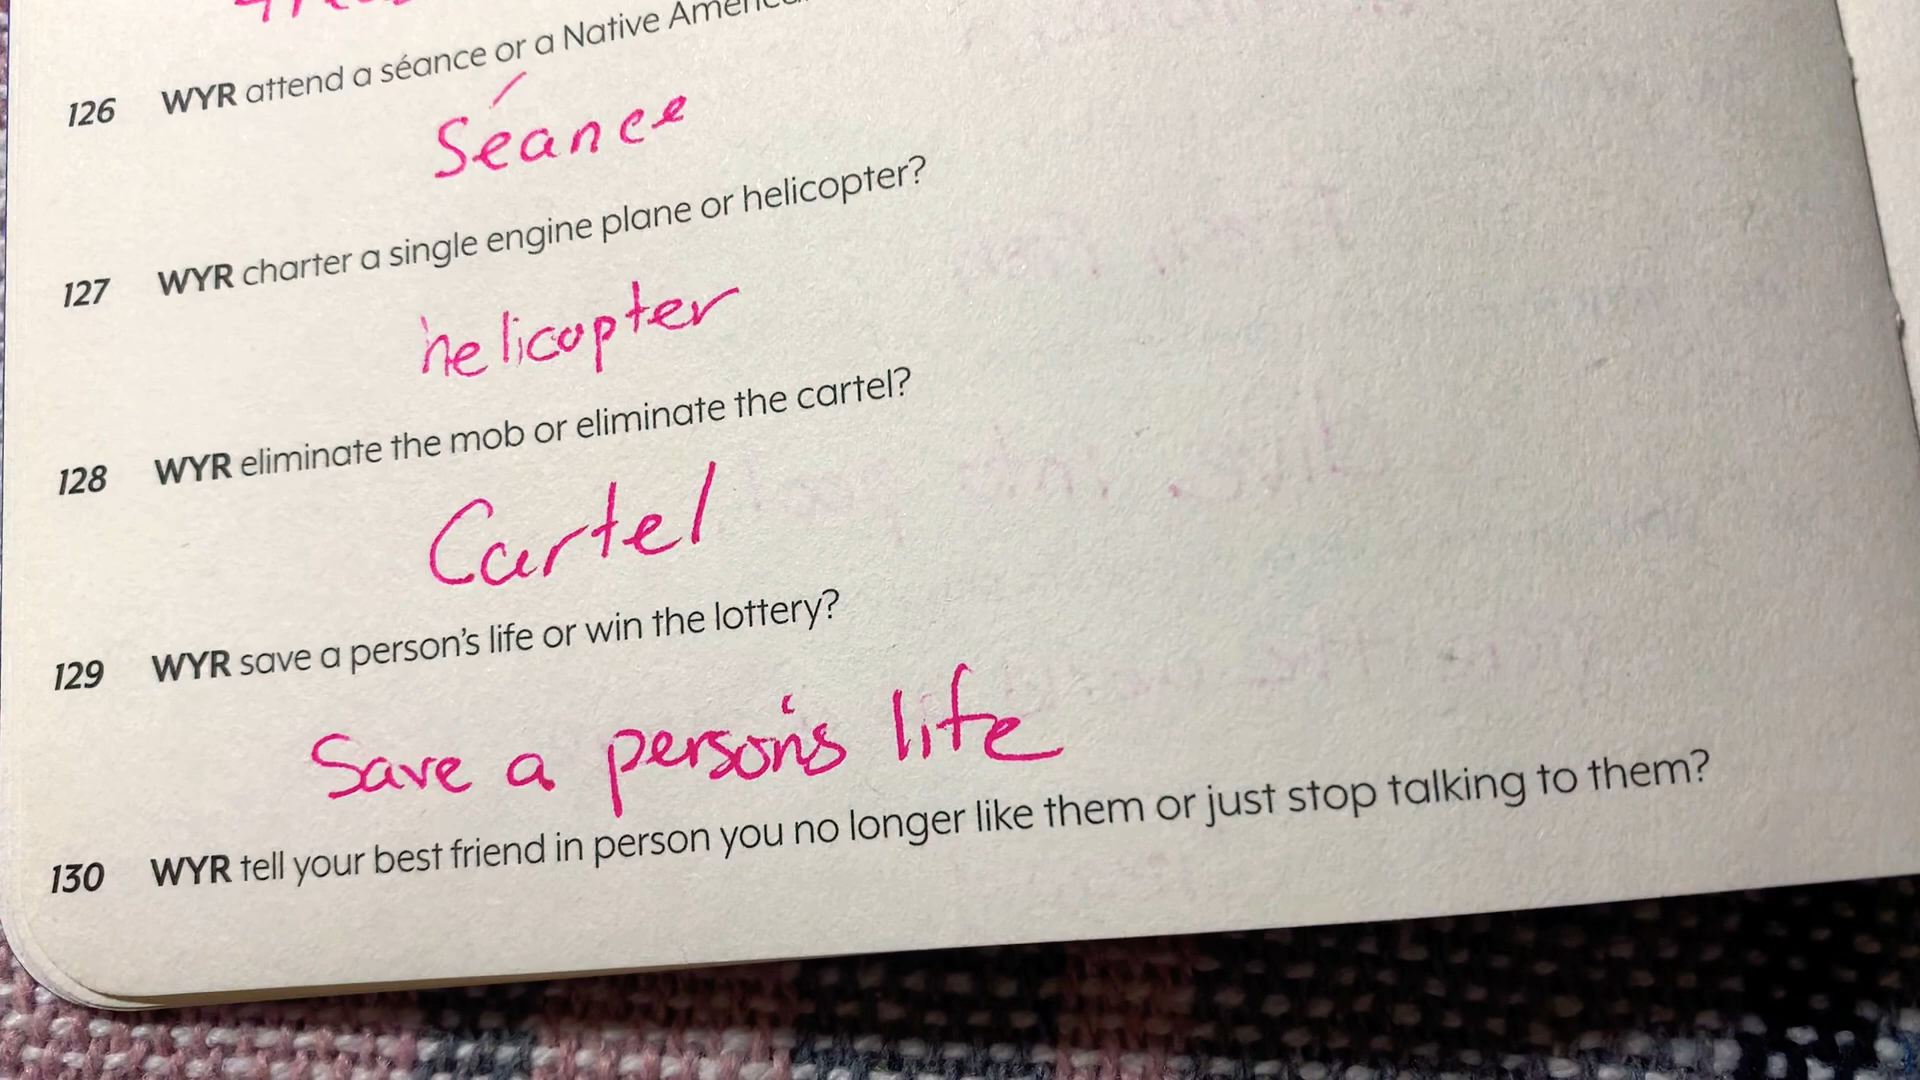 126 WYR attend a séance or a Native
Séance
127 WYR charter a single engine plane or helicopter?
helicopter
128 WYR eliminate the mob or eliminate the cartel?
Cartel
129 WYR save a person's life or win the lottery?
Save a person's life
130 WYR tell your best friend in person you no longer like them or just stop talking to them?